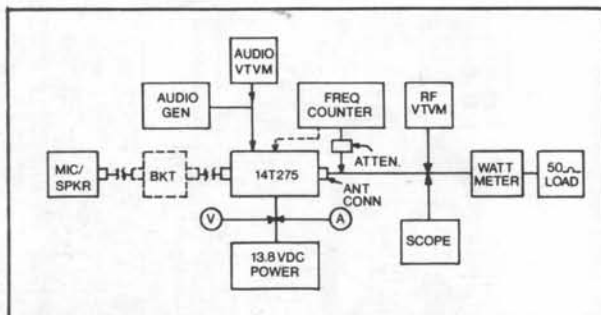 AUDIO
VTVM
AUDIO
GEN
FREQ
COUNTER
RF
VTVM
ATTEN.
MIC/
SPKR
BKT
14T275
ANT
CONN
WATT
METER
50Ω
LOAD
V
A
SCOPE
13.8 VDC
POWER